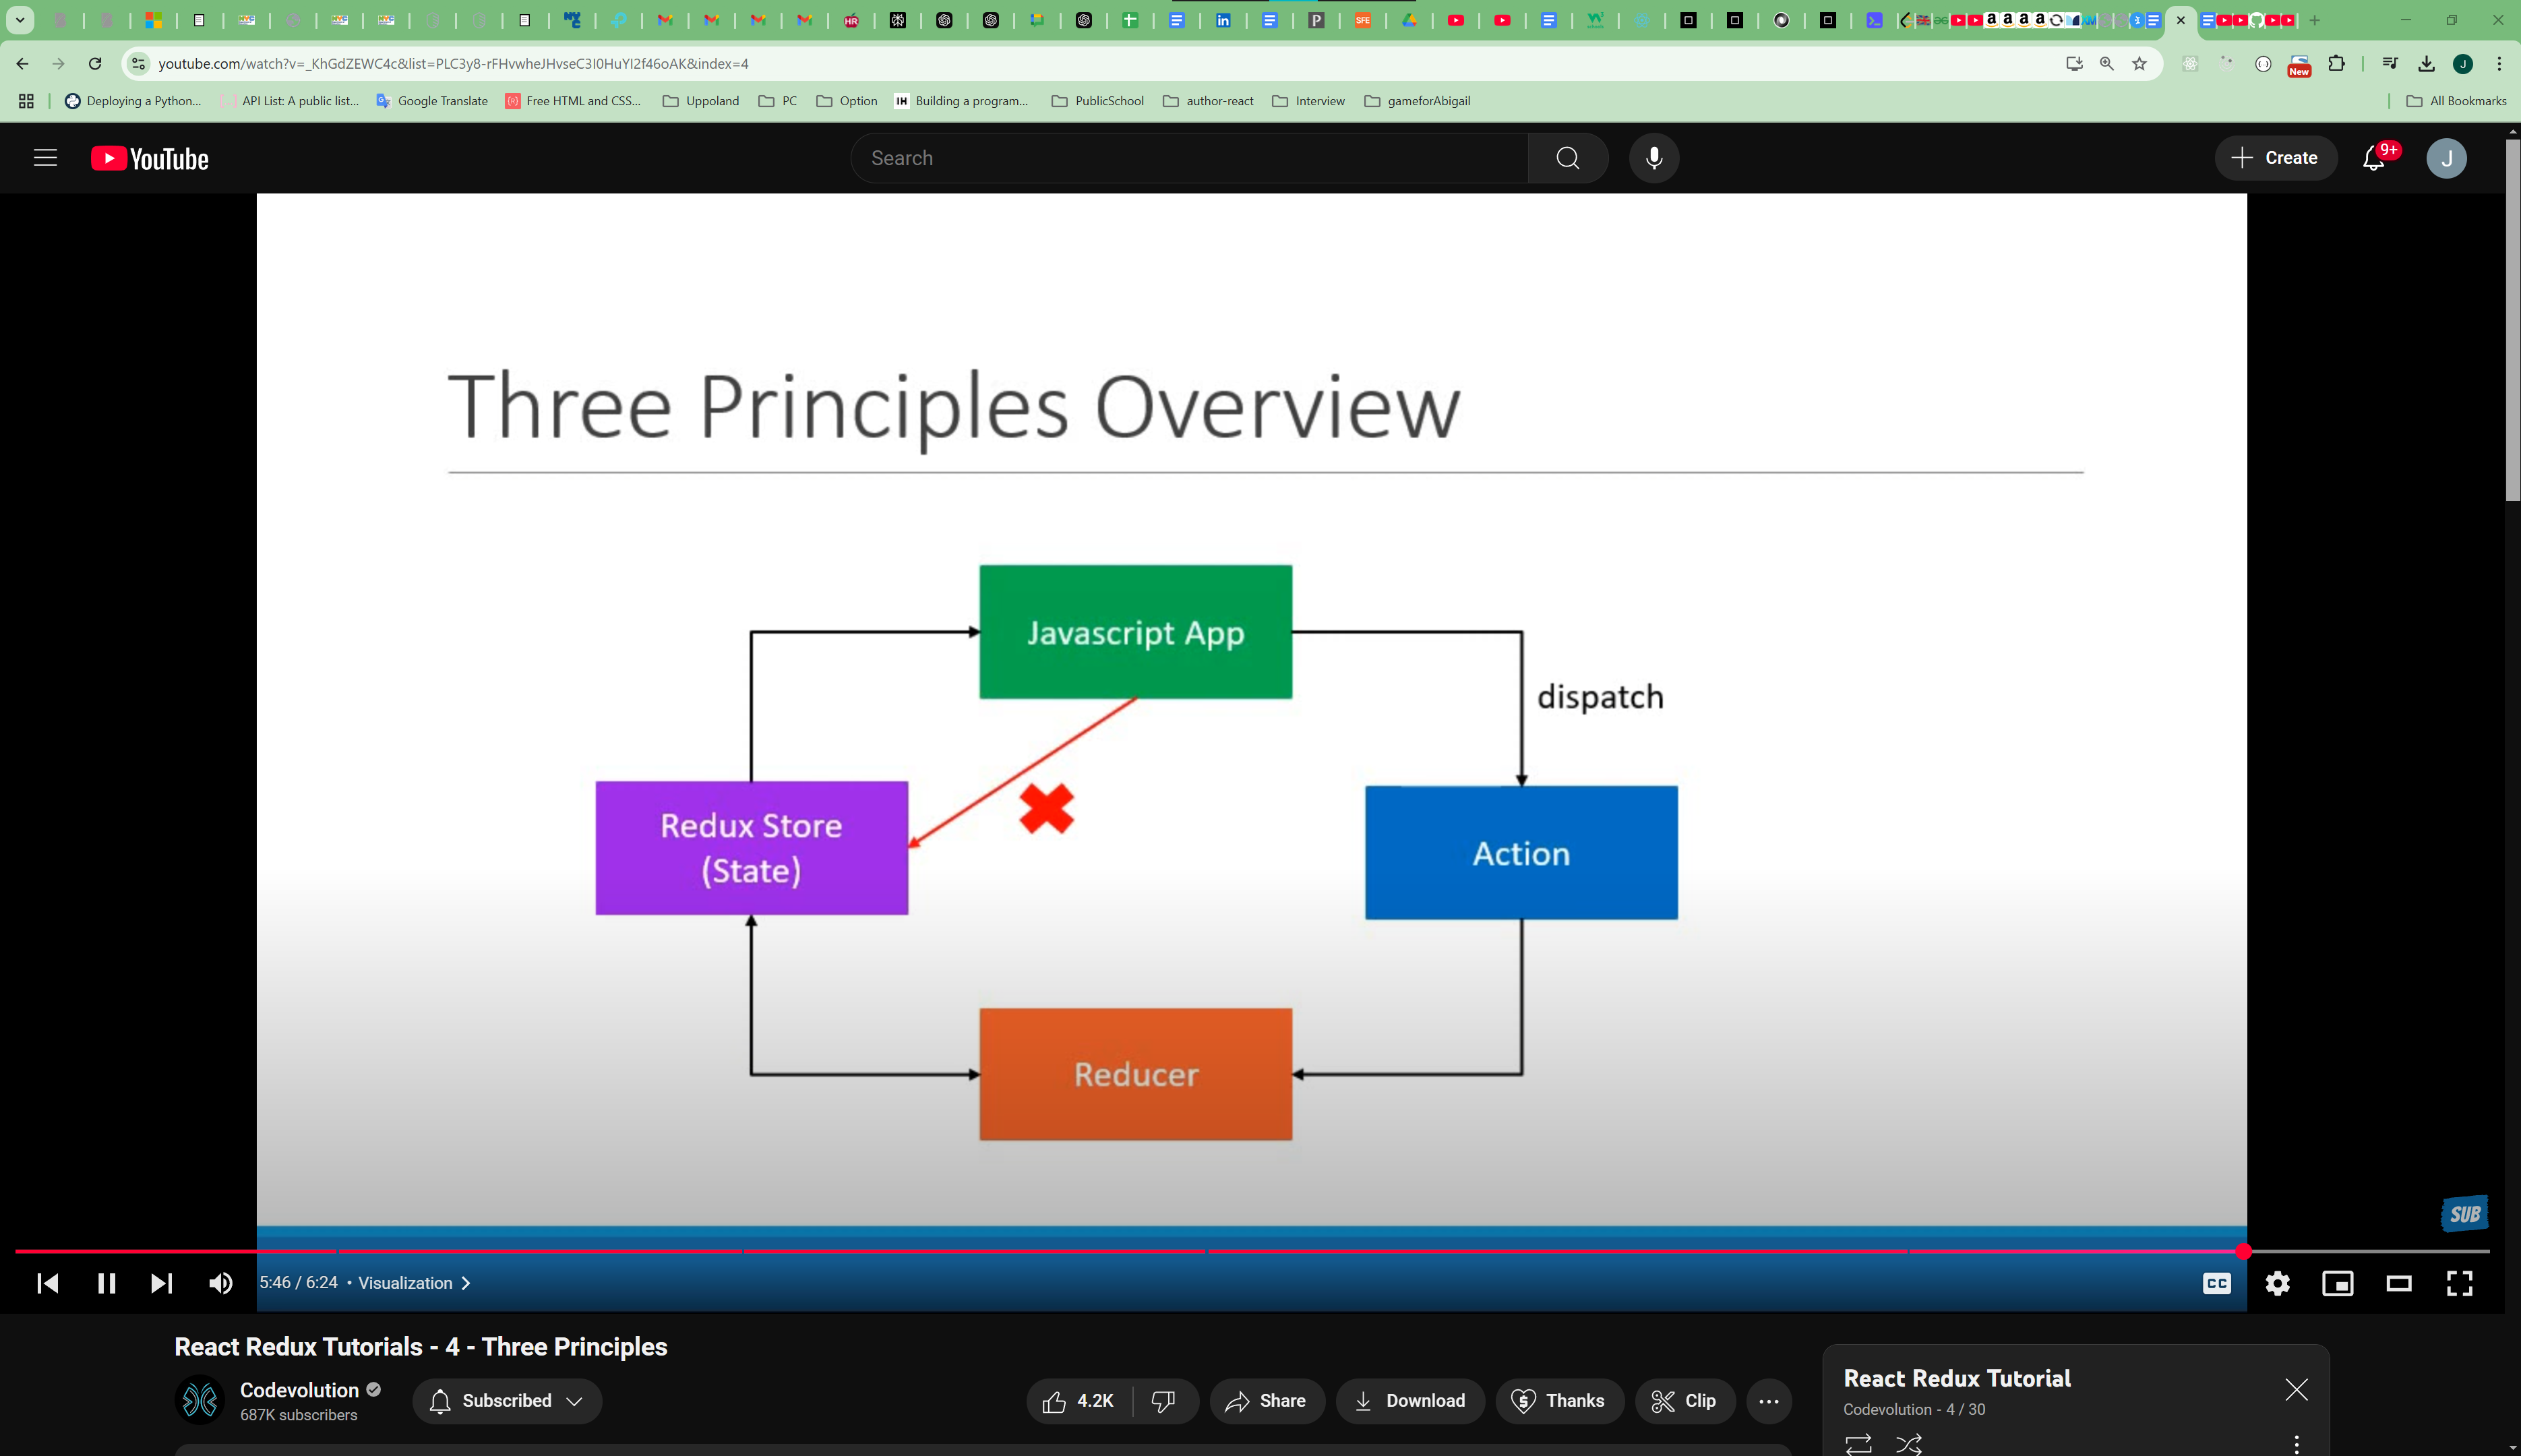 youtube.com/watch?v=_KhGdZEWC4c&list=PLC3y8-rFHvwheJHvseC3I0HuYI2f46oAK&index=4
New
J
Deploying a Python...
API List: A public list...
Google Translate
Free HTML and CSS...
Uppoland
PC
Option
IH
Building a program...
PublicSchool
author-react
Interview
gameforAbigail
All Bookmarks
YouTube
Search
Create
9+
J
Three Principles Overview
Javascript App
dispatch
Redux Store
(State)
Action
Reducer
SUB
5:46 / 6:24 • Visualization
CC
React Redux Tutorials - 4 - Three Principles
Codevolution
687K subscribers
Subscribed
4.2K
Share
Download
Thanks
Clip
React Redux Tutorial
Codevolution - 4 / 30